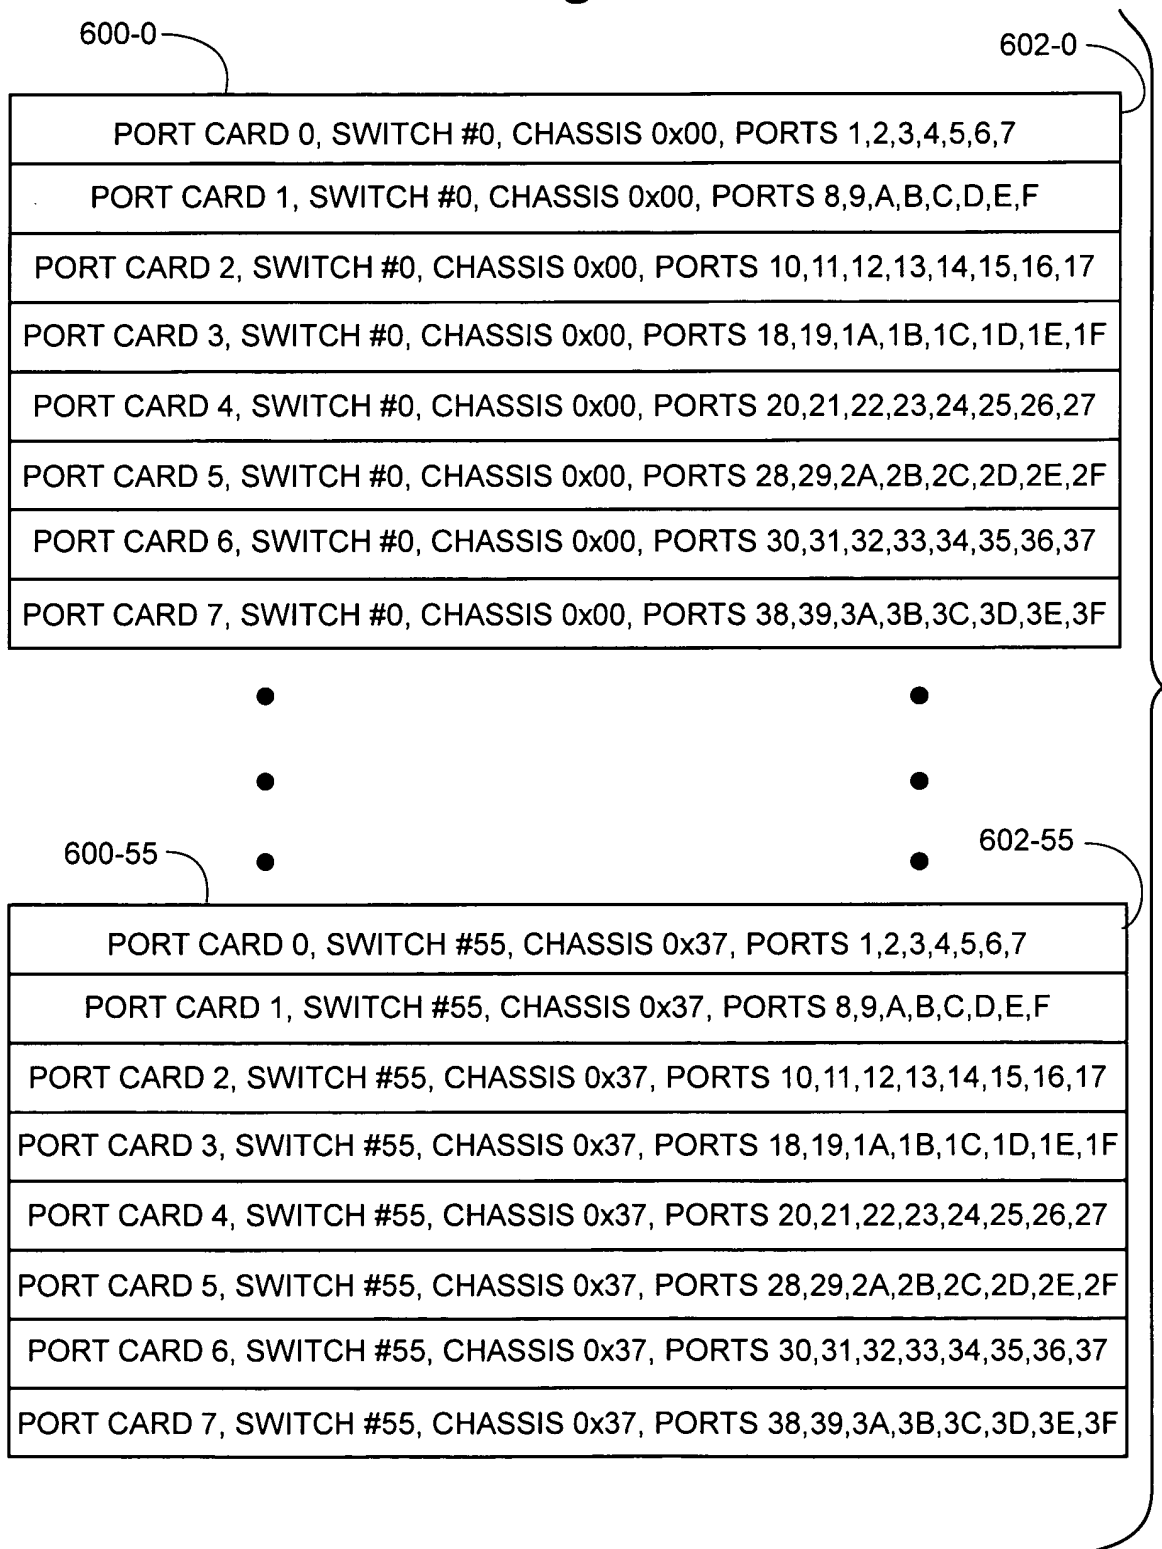 600-0
602-0
PORT CARD 0, SWITCH #0, CHASSIS 0x00, PORTS 1,2,3,4,5,6,7
PORT CARD 1, SWITCH #0, CHASSIS 0x00, PORTS 8,9,A,B,C,D,E,F
PORT CARD 2, SWITCH #0, CHASSIS 0x00, PORTS 10,11,12,13,14,15,16,17
PORT CARD 3, SWITCH #0, CHASSIS 0x00, PORTS 18,19,1A,1B,1C,1D,1E,1F
PORT CARD 4, SWITCH #0, CHASSIS 0x00, PORTS 20,21,22,23,24,25,26,27
PORT CARD 5, SWITCH #0, CHASSIS 0x00, PORTS 28,29,2A,2B,2C,2D,2E,2F
PORT CARD 6, SWITCH #0, CHASSIS 0x00, PORTS 30,31,32,33,34,35,36,37
PORT CARD 7, SWITCH #0, CHASSIS 0x00, PORTS 38,39,3A,3B,3C,3D,3E,3F
600-55
602-55
PORT CARD 0, SWITCH #55, CHASSIS 0x37, PORTS 1,2,3,4,5,6,7
PORT CARD 1, SWITCH #55, CHASSIS 0x37, PORTS 8,9,A,B,C,D,E,F
PORT CARD 2, SWITCH #55, CHASSIS 0x37, PORTS 10,11,12,13,14,15,16,17
PORT CARD 3, SWITCH #55, CHASSIS 0x37, PORTS 18,19,1A,1B,1C,1D,1E,1F
PORT CARD 4, SWITCH #55, CHASSIS 0x37, PORTS 20,21,22,23,24,25,26,27
PORT CARD 5, SWITCH #55, CHASSIS 0x37, PORTS 28,29,2A,2B,2C,2D,2E,2F
PORT CARD 6, SWITCH #55, CHASSIS 0x37, PORTS 30,31,32,33,34,35,36,37
PORT CARD 7, SWITCH #55, CHASSIS 0x37, PORTS 38,39,3A,3B,3C,3D,3E,3F